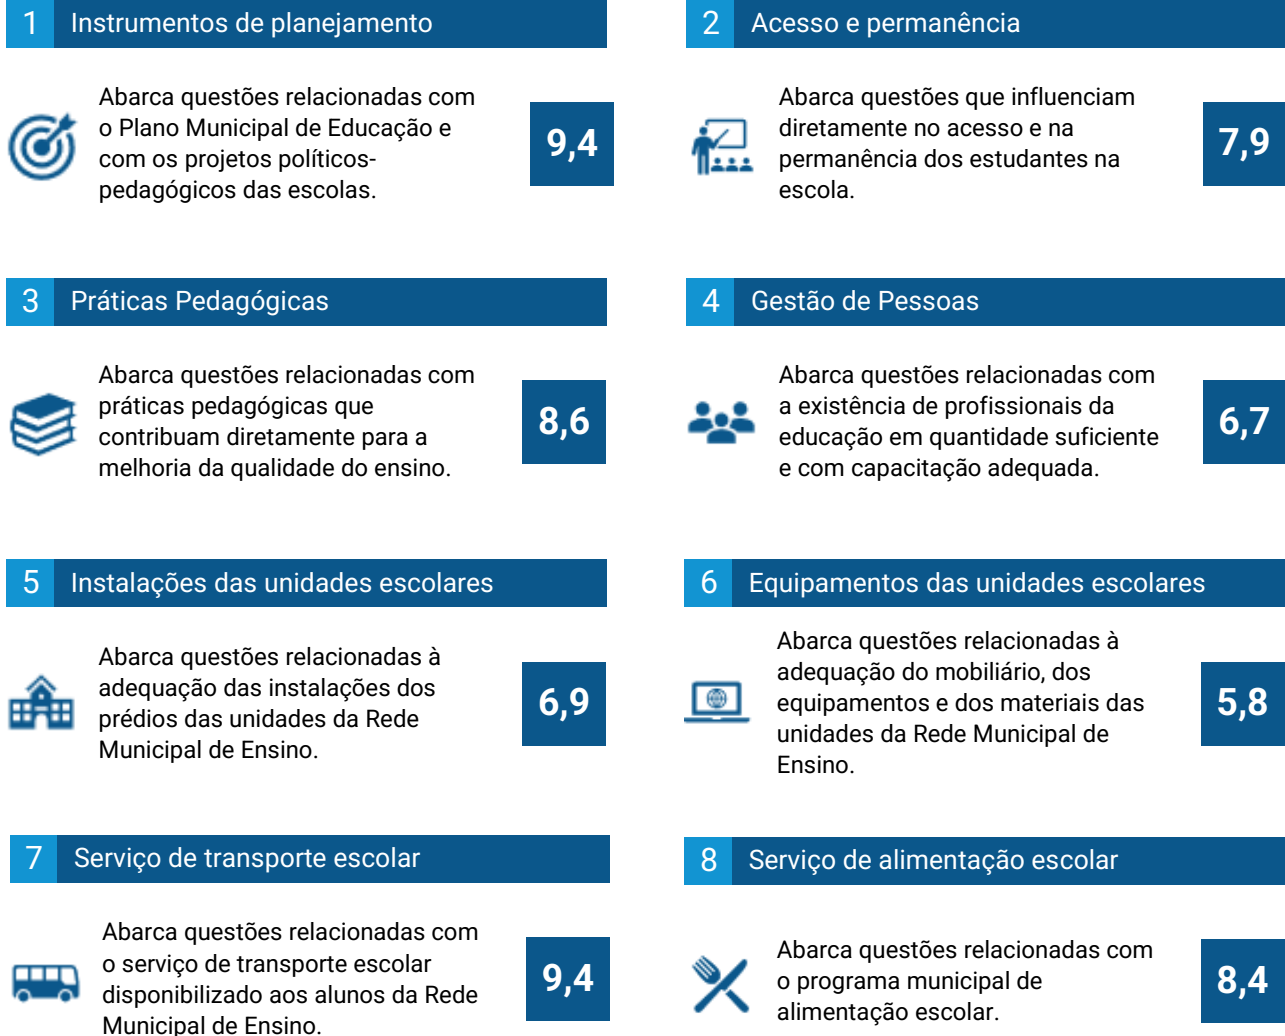 1 Instrumentos de planejamento
Abarca questões relacionadas com
o Plano Municipal de Educação e
com os projetos políticos-
pedagógicos das escolas.
9,4
2 Acesso e permanência
Abarca questões que influenciam
diretamente no acesso e na
permanência dos estudantes na
escola.
7,9
3 Práticas Pedagógicas
Abarca questões relacionadas com
práticas pedagógicas que
contribuam diretamente para a
melhoria da qualidade do ensino.
8,6
4 Gestão de Pessoas
Abarca questões relacionadas com
a existência de profissionais da
educação em quantidade suficiente
e com capacitação adequada.
6,7
5 Instalações das unidades escolares
Abarca questões relacionadas à
adequação das instalações dos
prédios das unidades da Rede
Municipal de Ensino.
6,9
6 Equipamentos das unidades escolares
Abarca questões relacionadas à
adequação do mobiliário, dos
equipamentos e dos materiais das
unidades da Rede Municipal de
Ensino.
5,8
7 Serviço de transporte escolar
Abarca questões relacionadas com
o serviço de transporte escolar
disponibilizado aos alunos da Rede
Municipal de Ensino.
9,4
8 Serviço de alimentação escolar
Abarca questões relacionadas com
o programa municipal de
alimentação escolar.
8,4